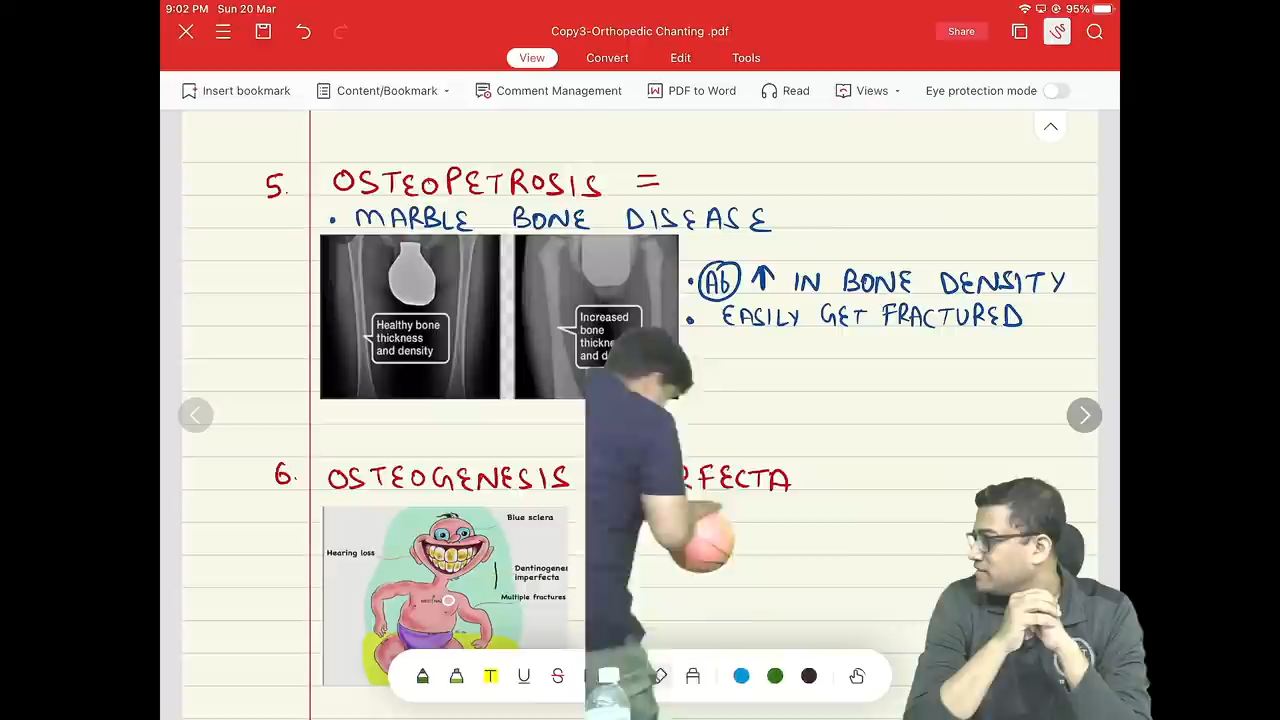 9:02 PM Sun 20 Mar
95%
Copy3-Orthopedic Chanting .pdf
Share
View Convert Edit Tools
Insert bookmark Content/Bookmark Comment Management PDF to Word Read Views Eye protection mode
5. OSTEOPETROSIS =
• MARBLE BONE DISEASE
Healthy bone
thickness
and density
Increased
bone
• Ab ↑ IN BONE DENSITY
• EASILY GET FRACTURED
6. OSTEOGENESIS
Blue sclera
Hearing loss
imperfecta
Multiple fractures
T U S